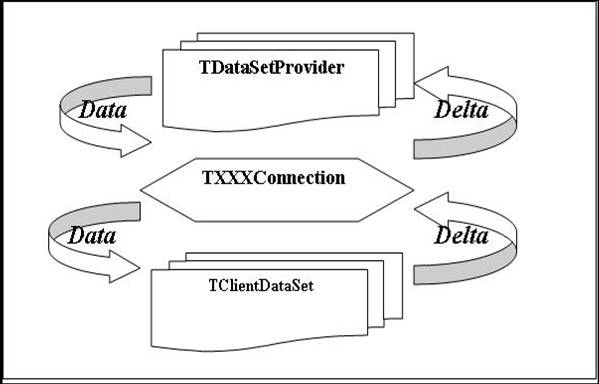 TDataSetProvider
Data
Delta
TXXXConnection
Data
Delta
TClientDataSet